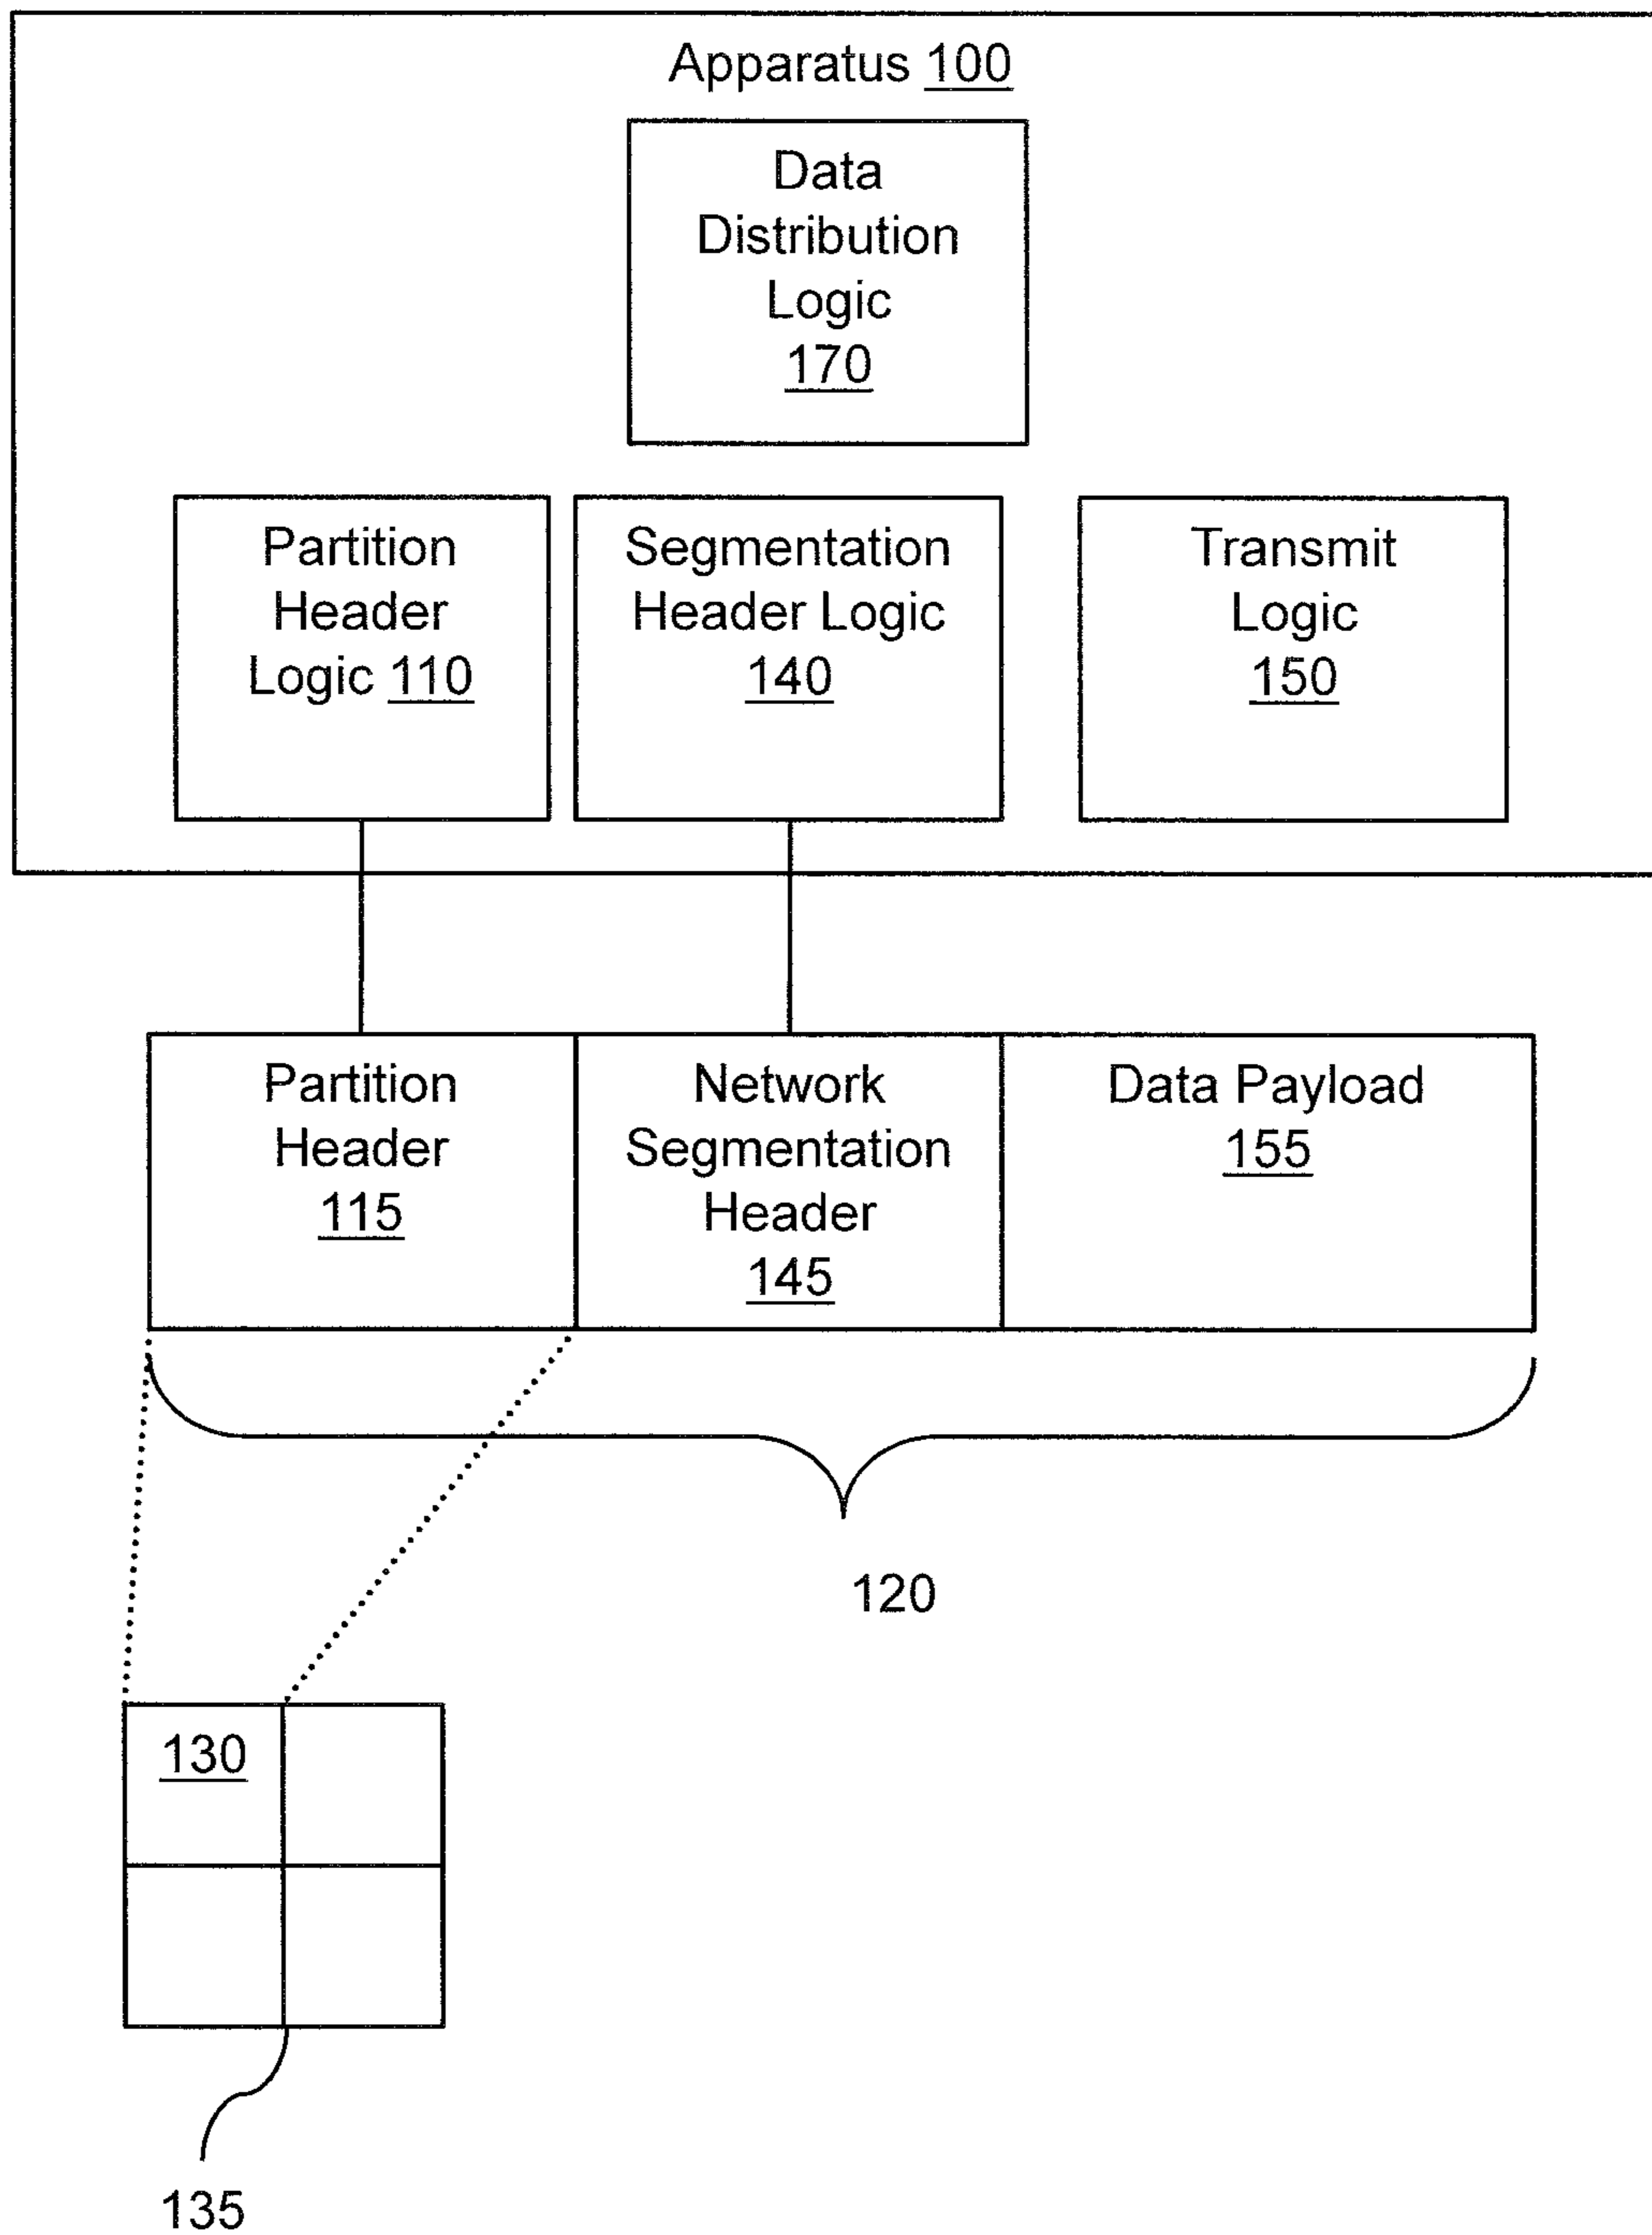 Apparatus 100
Data
Distribution
Logic
170
Partition
Header
Logic 110
Segmentation
Header Logic
140
Transmit
Logic
150
Partition
Header
115
Network
Segmentation
Header
145
Data Payload
155
120
130
135